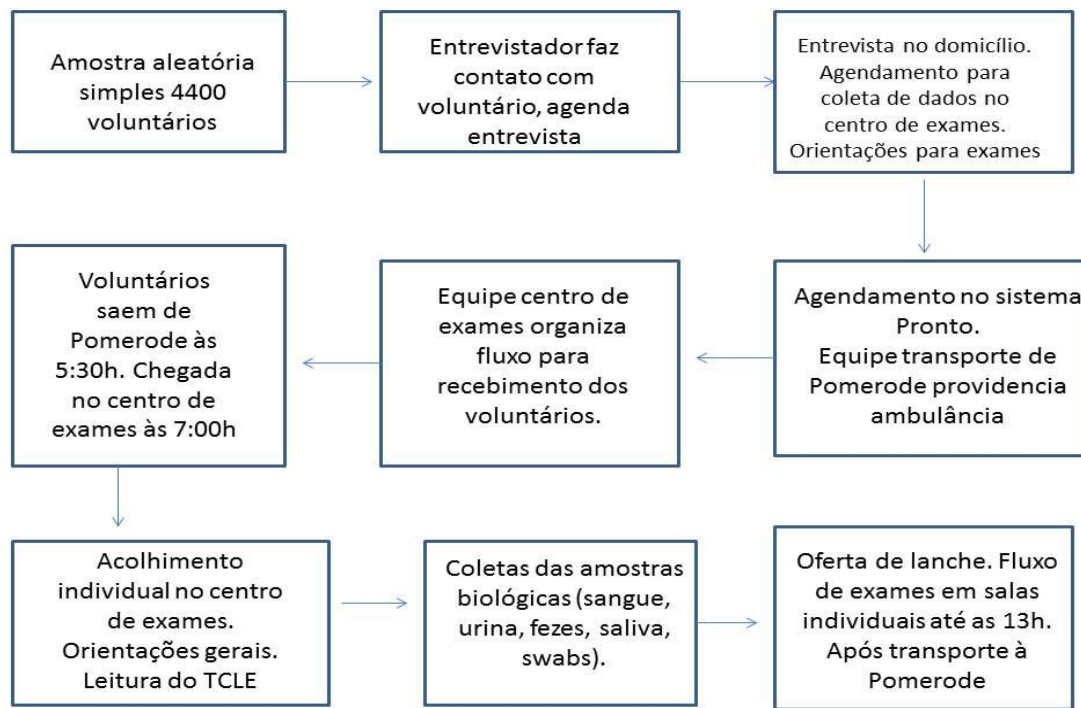 Amostra aleatória
simples 4400
voluntários
Entrevistador faz
contato com
voluntário, agenda
entrevista
Entrevista no domicílio.
Agendamento para
coleta de dados no
centro de exames.
Orientações para exames
Agendamento no sistema
Pronto.
Equipe transporte de
Pomerode providencia
ambulância
Equipe centro de
exames organiza
fluxo para
recebimento dos
voluntários.
Voluntários
saem de
Pomerode às
5:30h. Chegada
no centro de
exames às 7:00h
Acolhimento
individual no centro
de exames.
Orientações gerais.
Leitura do TCLE
Coletas das amostras
biológicas (sangue,
urina, fezes, saliva,
swabs).
Oferta de lanche. Fluxo
de exames em salas
individuais até as 13h.
Após transporte à
Pomerode